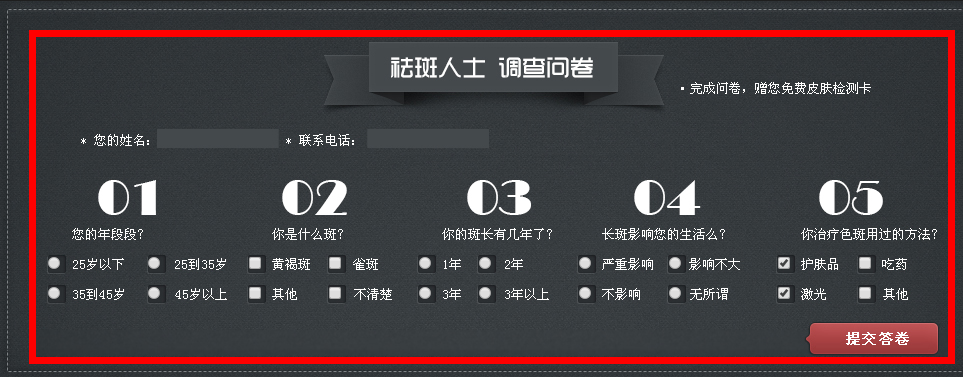 祛斑人士 调查问卷
• 完成问卷，赠您免费皮肤检测卡
* 您的姓名： * 联系电话：
01 02 03 04 05
您的年段段? 你是什么斑? 你的斑长有几年了? 长斑影响您的生活么? 你治疗色斑用过的方法?
25岁以下 25到35岁 黄褐斑 雀斑 1年 2年 严重影响 影响不大 护肤品 吃药
35到45岁 45岁以上 其他 不清楚 3年 3年以上 不影响 无所谓 激光 其他
提交答卷